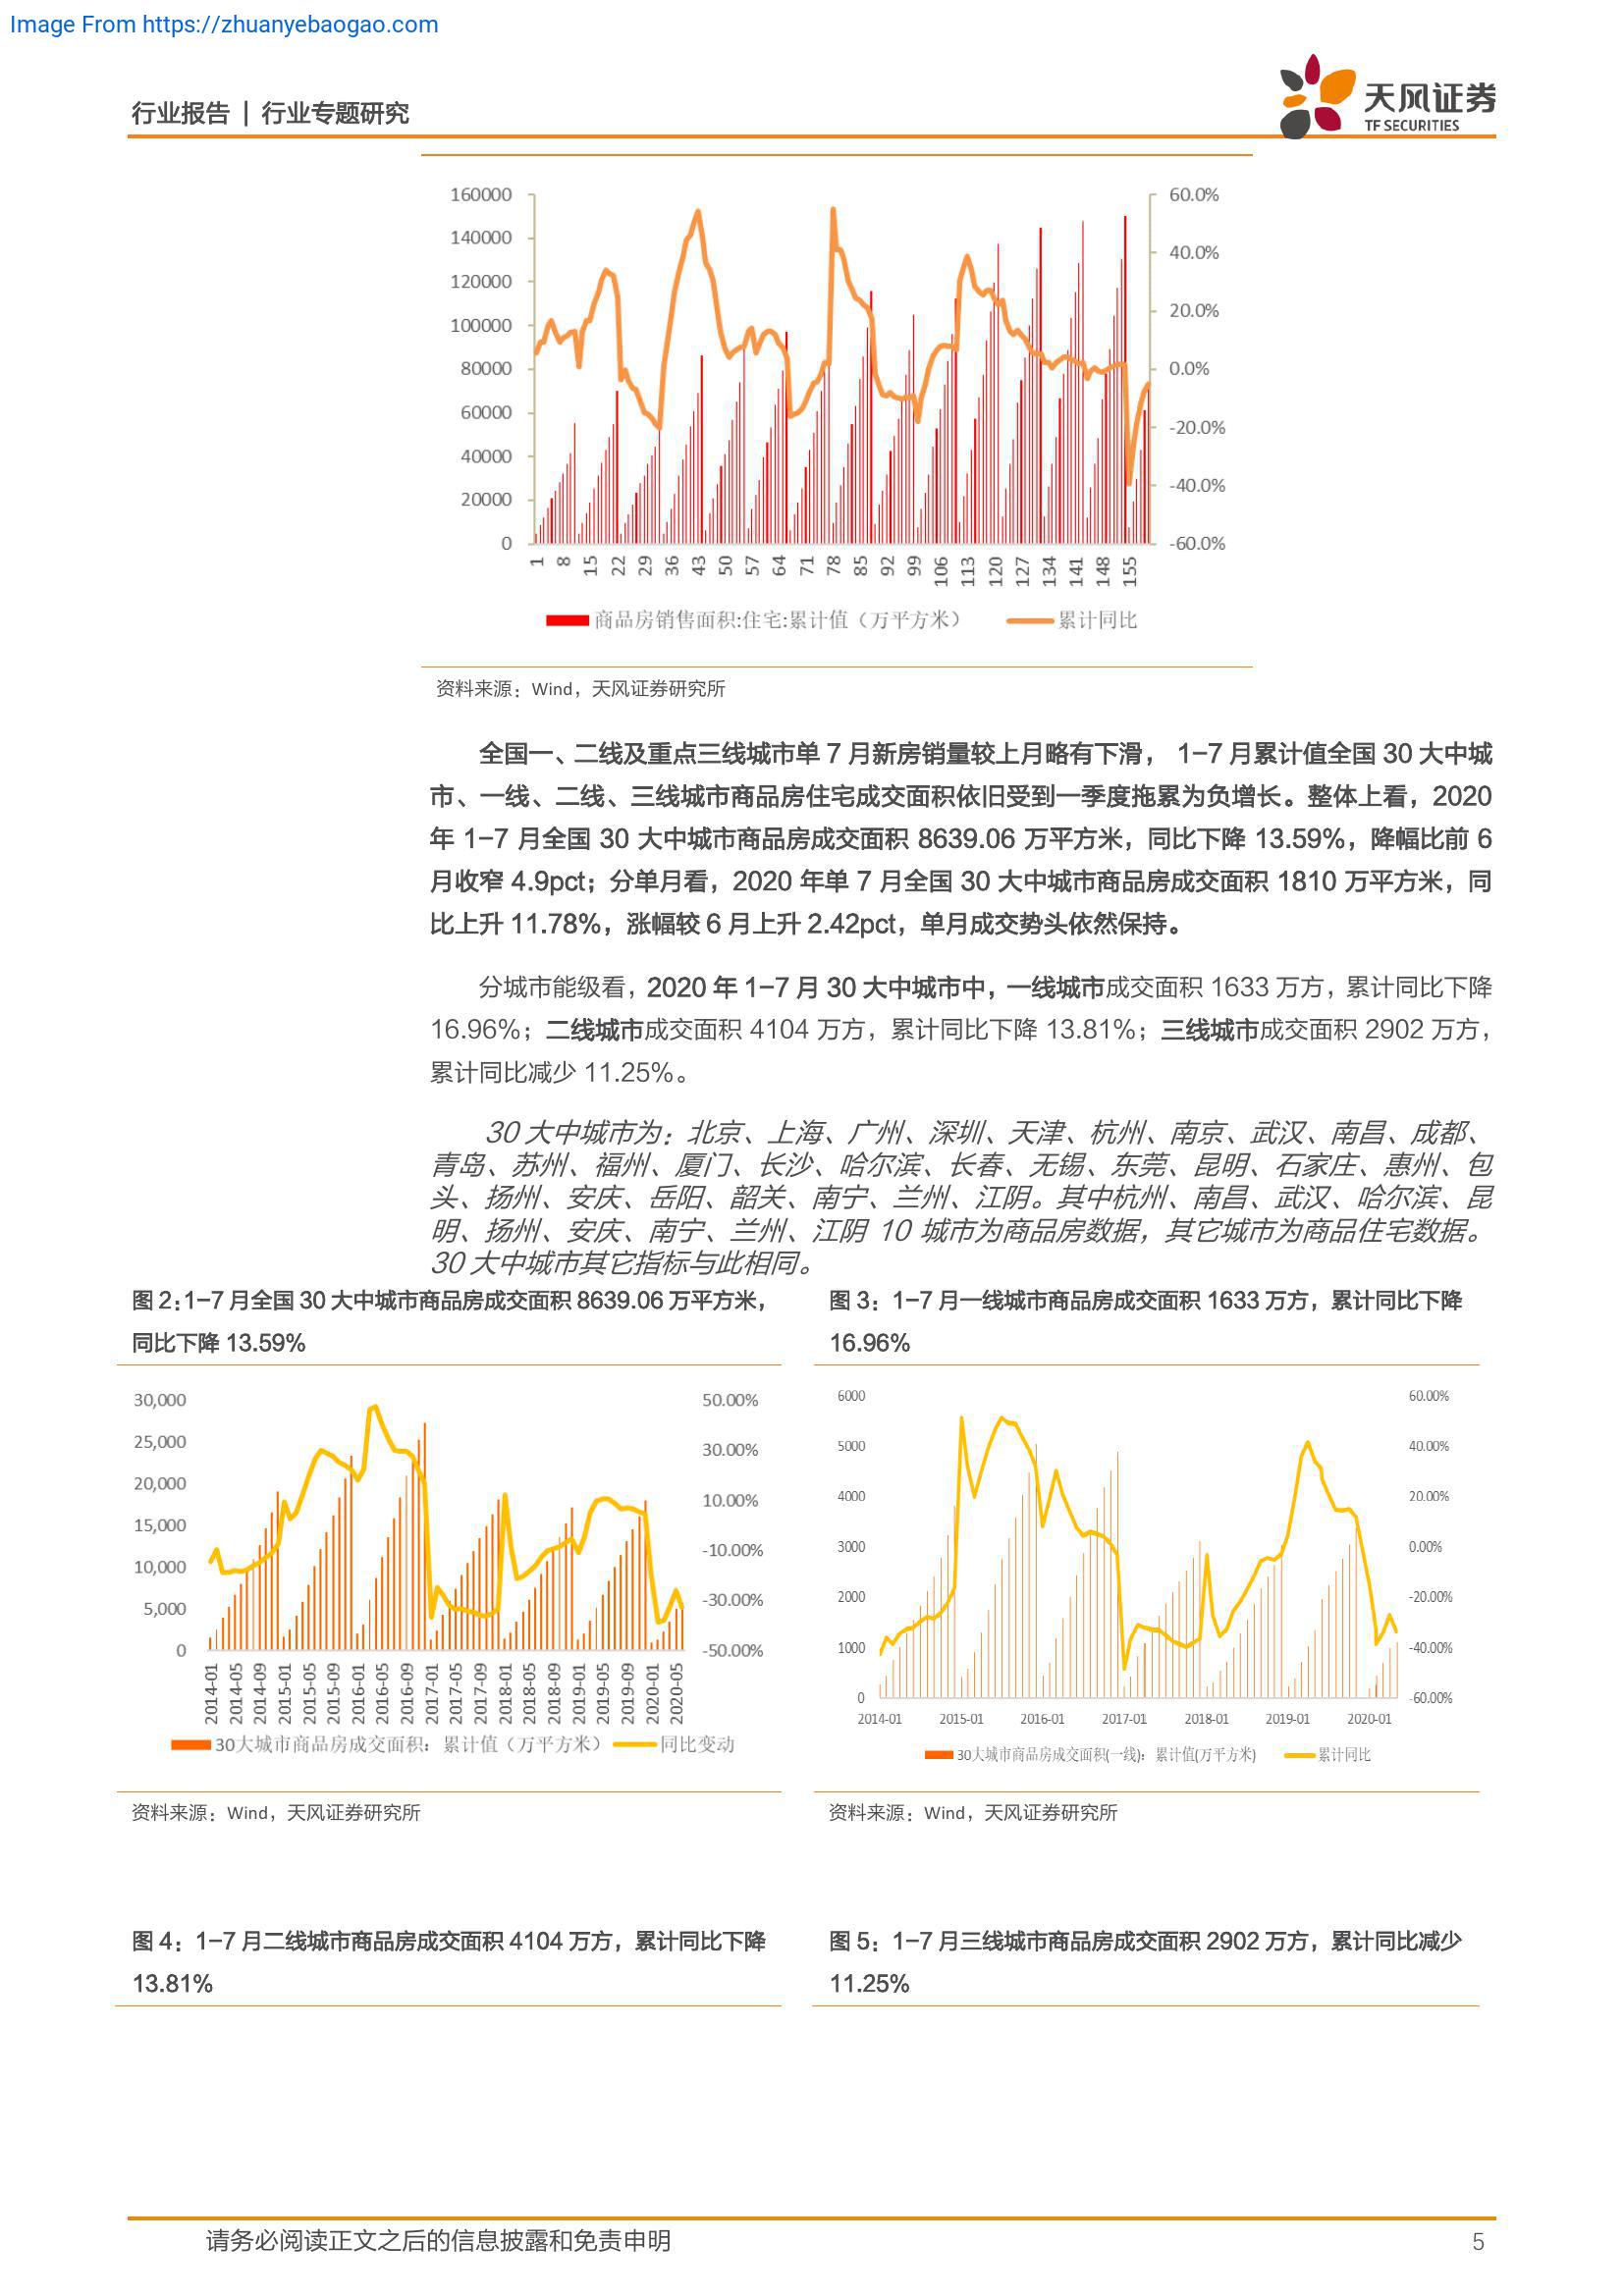 Image From https://zhuanyebaogao.com
行业报告 | 行业专题研究
天风证券
TF SECURITIES
160000
140000
120000
100000
80000
60000
40000
20000
0
60.0%
40.0%
20.0%
0.0%
-20.0%
-40.0%
-60.0%
1 8 15 22 29 36 43 50 57 64 71 78 85 92 99 106 113 120 127 134 141 148 155
商品房销售面积:住宅:累计值（万平方米） 累计同比
资料来源：Wind，天风证券研究所
全国一、二线及重点三线城市单 7 月新房销量较上月略有下滑， 1-7 月累计值全国 30 大中城
市、一线、二线、三线城市商品房住宅成交面积依旧受到一季度拖累为负增长。整体上看，2020
年 1-7 月全国 30 大中城市商品房成交面积 8639.06 万平方米，同比下降 13.59%，降幅比前 6
月收窄 4.9pct；分单月看，2020 年单 7 月全国 30 大中城市商品房成交面积 1810 万平方米，同
比上升 11.78%，涨幅较 6 月上升 2.42pct，单月成交势头依然保持。
分城市能级看，2020 年 1-7 月 30 大中城市中，一线城市成交面积 1633 万方，累计同比下降
16.96%；二线城市成交面积 4104 万方，累计同比下降 13.81%；三线城市成交面积 2902 万方，
累计同比减少 11.25%。
30 大中城市为：北京、上海、广州、深圳、天津、杭州、南京、武汉、南昌、成都、
青岛、苏州、福州、厦门、长沙、哈尔滨、长春、无锡、东莞、昆明、石家庄、惠州、包
头、扬州、安庆、岳阳、韶关、南宁、兰州、江阴。其中杭州、南昌、武汉、哈尔滨、昆
明、扬州、安庆、南宁、兰州、江阴 10 城市为商品房数据，其它城市为商品住宅数据。
30 大中城市其它指标与此相同。
图 2：1-7 月全国 30 大中城市商品房成交面积 8639.06 万平方米，
同比下降 13.59%
30,000
25,000
20,000
15,000
10,000
5,000
0
50.00%
30.00%
10.00%
-10.00%
-30.00%
-50.00%
2014-01 2014-05 2014-09 2015-01 2015-05 2015-09 2016-01 2016-05 2016-09 2017-01 2017-05 2017-09 2018-01 2018-05 2018-09 2019-01 2019-05 2019-09 2020-01 2020-05
30大城市商品房成交面积：累计值（万平方米） 同比变动
资料来源：Wind，天风证券研究所
图 3：1-7 月一线城市商品房成交面积 1633 万方，累计同比下降
16.96%
6000
5000
4000
3000
2000
1000
0
60.00%
40.00%
20.00%
0.00%
-20.00%
-40.00%
-60.00%
2014-01 2015-01 2016-01 2017-01 2018-01 2019-01 2020-01
30大城市商品房成交面积(一线)：累计值(万平方米) 累计同比
资料来源：Wind，天风证券研究所
图 4：1-7 月二线城市商品房成交面积 4104 万方，累计同比下降
13.81%
图 5：1-7 月三线城市商品房成交面积 2902 万方，累计同比减少
11.25%
请务必阅读正文之后的信息披露和免责申明
5